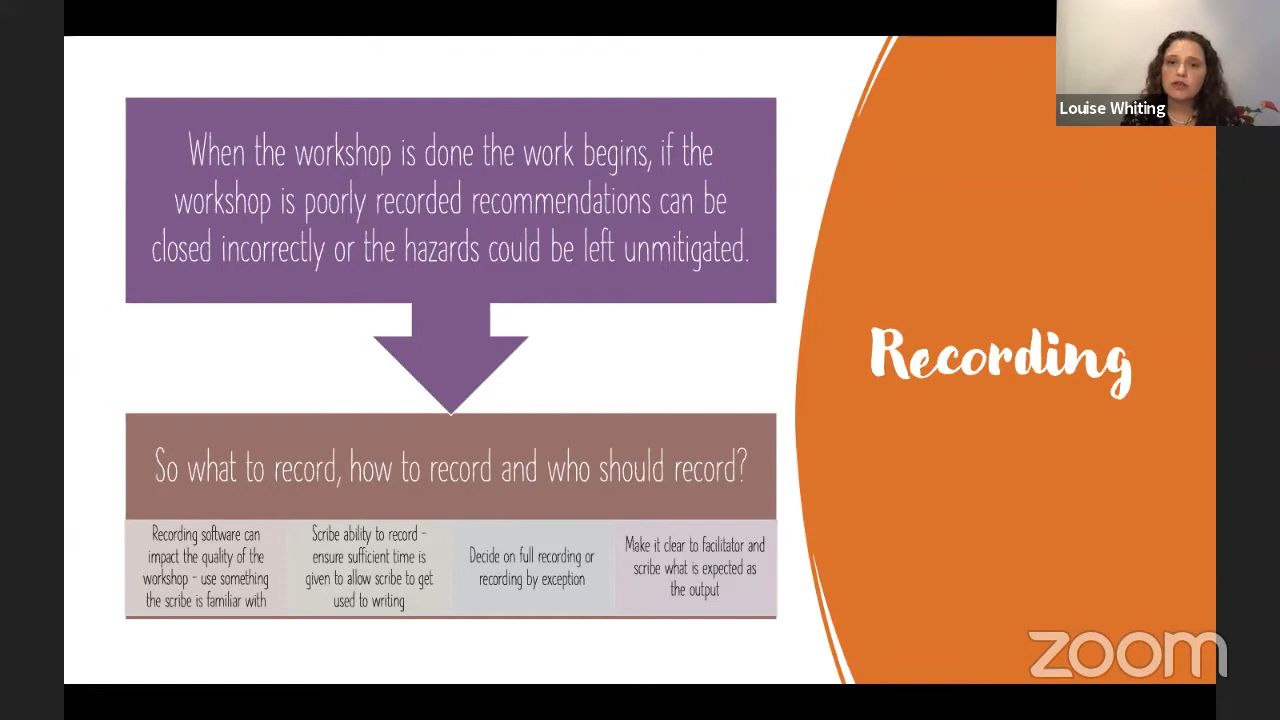 Louise Whiting
When the workshop is done the work begins, if the
workshop is poorly recorded recommendations can be
closed incorrectly or the hazards could be left unmitigated.
Recording
So what to record, how to record and who should record?
Recording software can
impact the quality of the
workshop - use something
the scribe is familiar with
Scribe ability to record -
ensure sufficient time is
given to allow scribe to get
used to writing
Decide on full recording or
recording by exception
Make it clear to facilitator and
scribe what is expected as
the output
zoom